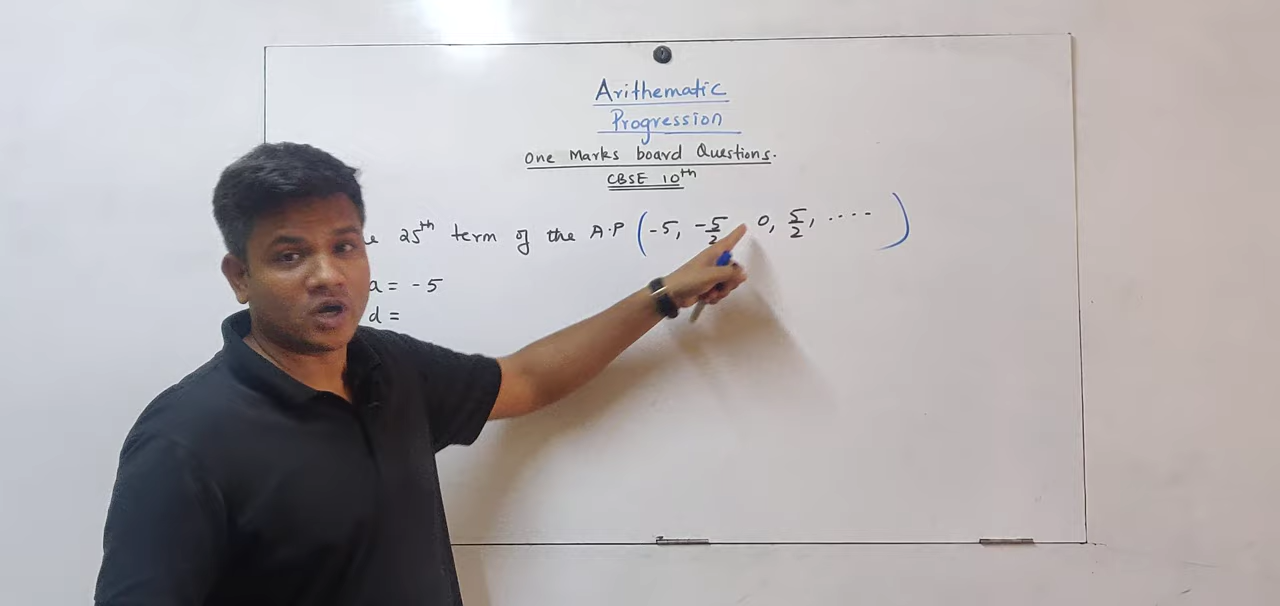 Arithematic
Progression
One Marks board Questions.
CBSE 10th
25th term of the A.P (-5, -5/2 0, 5/2, ....)
a = -5
d =